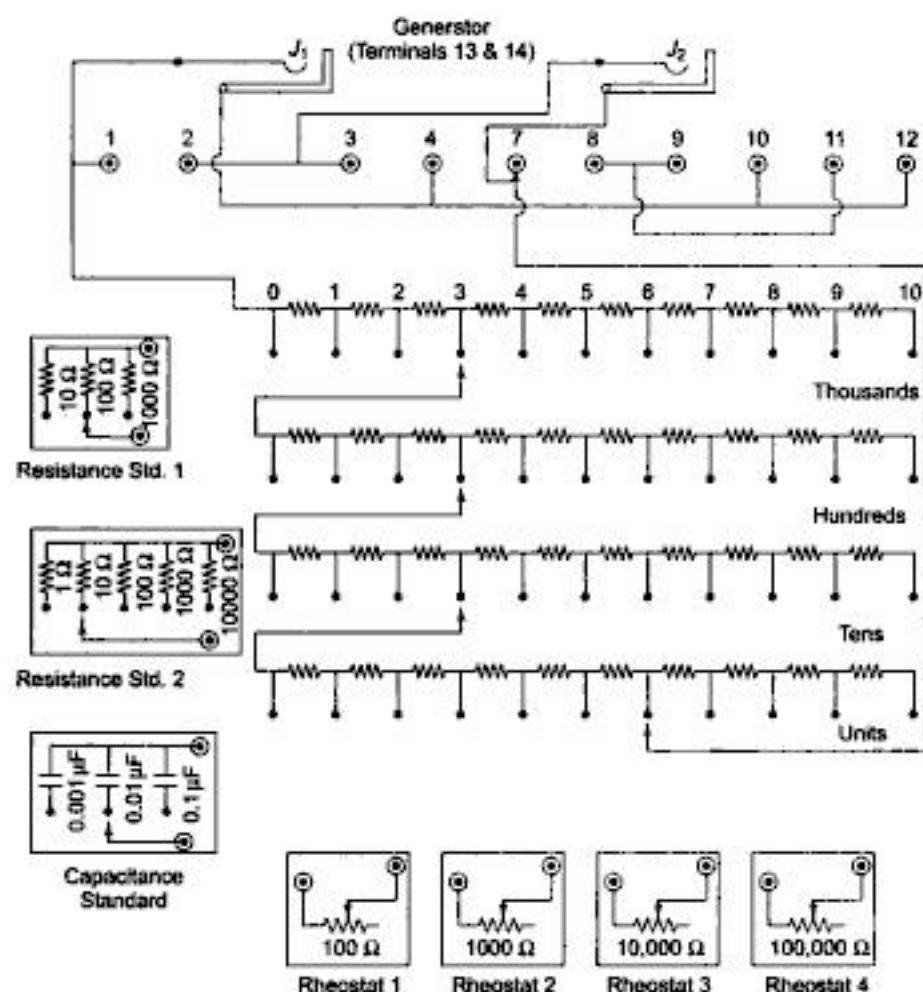 Generstor
(Terminals 13 & 14)
J1
J2
1 2 3 4 7 8 9 10 11 12
0 1 2 3 4 5 6 7 8 9 10
Thousands
10 Ω
100 Ω
1000 Ω
Resistance Std. 1
Hundreds
1 Ω
10 Ω
100 Ω
1000 Ω
10000 Ω
Tens
Resistance Std. 2
Units
0.001 µF
0.01 µF
0.1 µF
Capacitance
Standard
100 Ω
1000 Ω
10,000 Ω
100,000 Ω
Rheostat 1
Rheostat 2
Rheostat 3
Rheostat 4